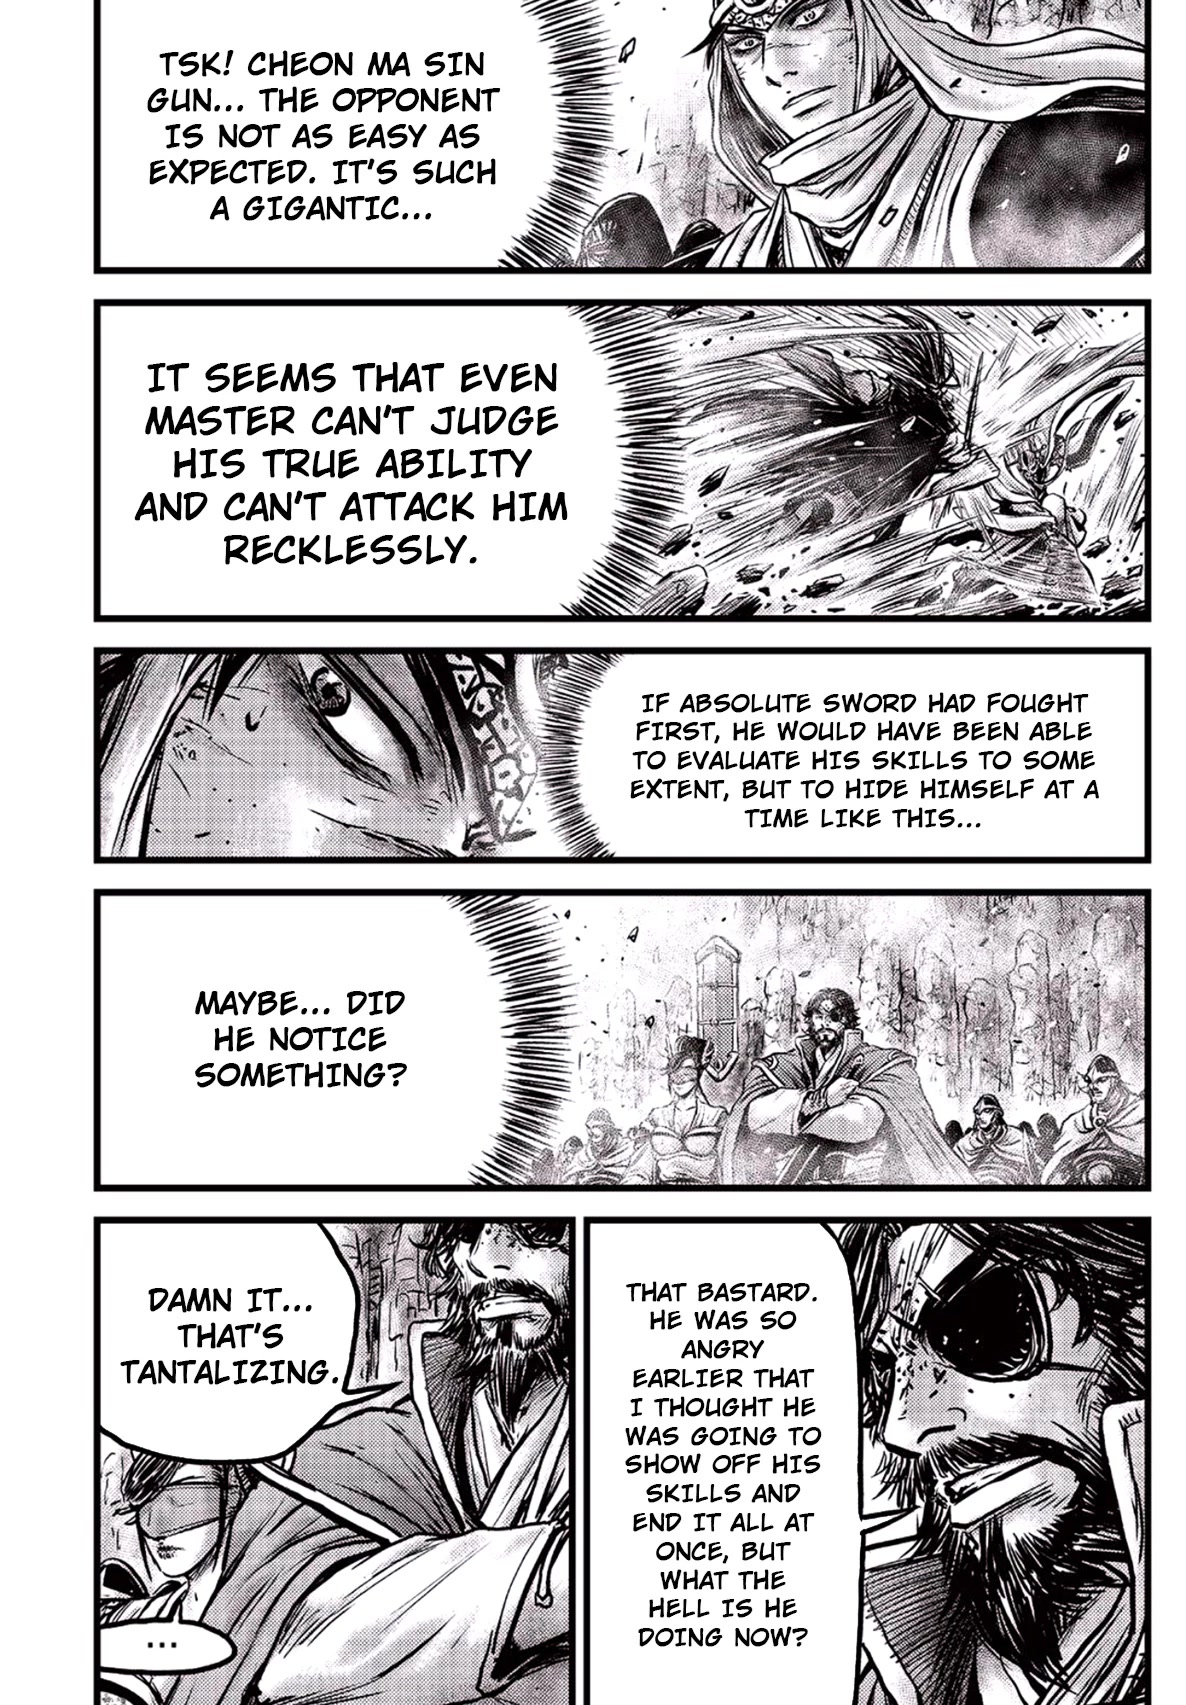 TSK! CHEON MA SIN
GUN... THE OPPONENT
IS NOT AS EASY AS
EXPECTED. IT'S SUCH
A GIGANTIC...
IT SEEMS THAT EVEN
MASTER CAN'T JUDGE
HIS TRUE ABILITY
AND CAN'T ATTACK HIM
RECKLESSLY.
IF ABSOLUTE SWORD HAD FOUGHT
FIRST, HE WOULD HAVE BEEN ABLE
TO EVALUATE HIS SKILLS TO SOME
EXTENT, BUT TO HIDE HIMSELF AT A
TIME LIKE THIS...
MAYBE... DID
HE NOTICE
SOMETHING?
DAMN IT...
THAT'S
TANTALIZING.
...
THAT BASTARD.
HE WAS SO
ANGRY
EARLIER THAT
I THOUGHT HE
WAS GOING TO
SHOW OFF HIS
SKILLS AND
END IT ALL AT
ONCE, BUT
WHAT THE
HELL IS HE
DOING NOW?